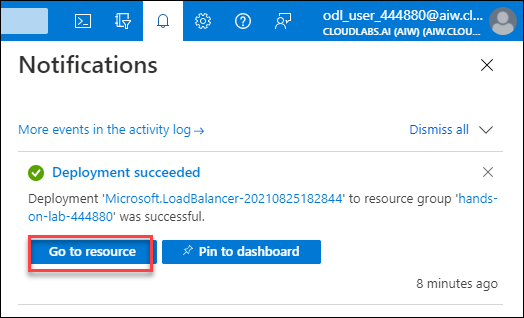 odl_user_444880@aiw.cl...
CLOUDLABS.AI (AIW) (AIW.CLOU...
Notifications
More events in the activity log →
Dismiss all
Deployment succeeded
Deployment 'Microsoft.LoadBalancer-20210825182844' to resource group 'hands-
on-lab-444880' was successful.
Go to resource
Pin to dashboard
8 minutes ago